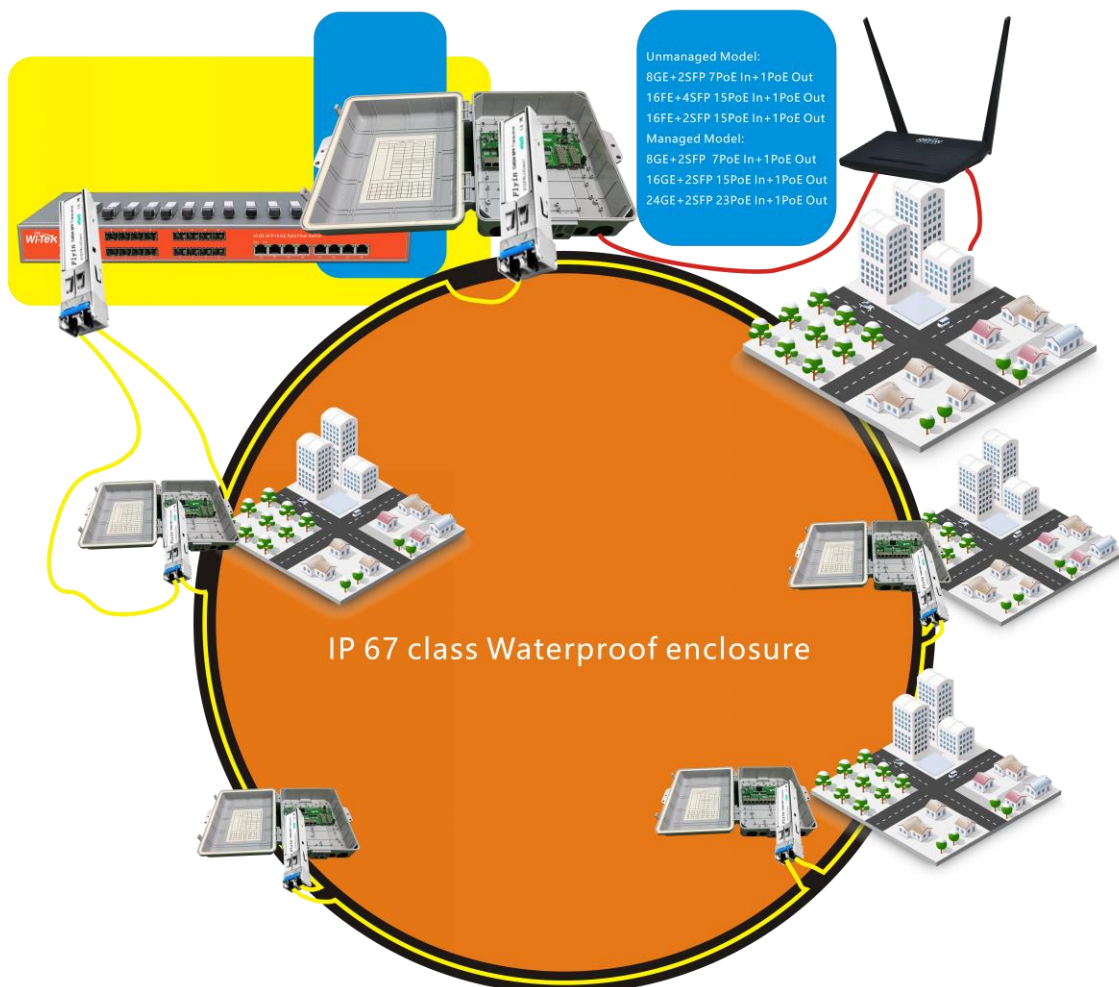 Unmanaged Model:
8GE+2SFP 7PoE In+1PoE Out
16FE+4SFP 15PoE In+1PoE Out
16FE+2SFP 15PoE In+1PoE Out
Managed Model:
8GE+2SFP 7PoE In+1PoE Out
16GE+2SFP 15PoE In+1PoE Out
24GE+2SFP 23PoE In+1PoE Out
Wi-Tek
Flyin
Flyin
IP 67 class Waterproof enclosure